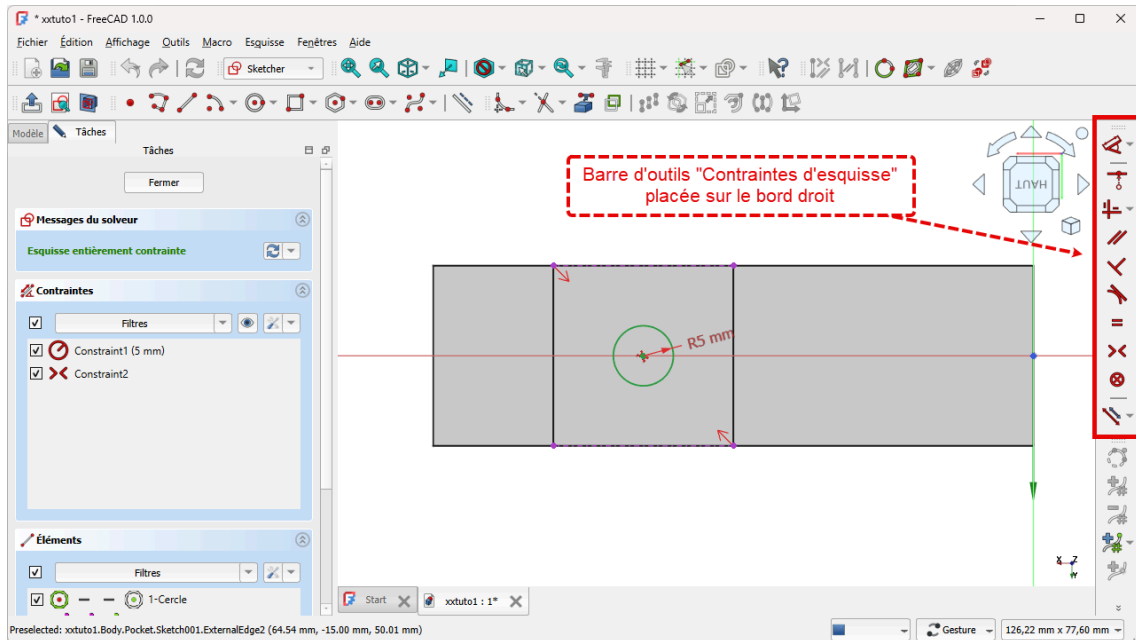 * xxtuto1 - FreeCAD 1.0.0
Fichier Édition Affichage Outils Macro Esquisse Fenêtres Aide
Sketcher
Modèle Tâches
Tâches
Fermer
Messages du solveur
Esquisse entièrement contrainte
Contraintes
Filtres
Constraint1 (5 mm)
Constraint2
Éléments
Filtres
1-Cercle
Barre d'outils "Contraintes d'esquisse"
placée sur le bord droit
HAUT
R5 mm
X Z
Y
Start xxtuto1 : 1*
Preselected: xxtuto1.Body.Pocket.Sketch001.ExternalEdge2 (64.54 mm, -15.00 mm, 50.01 mm)
Gesture 126,22 mm x 77,60 mm